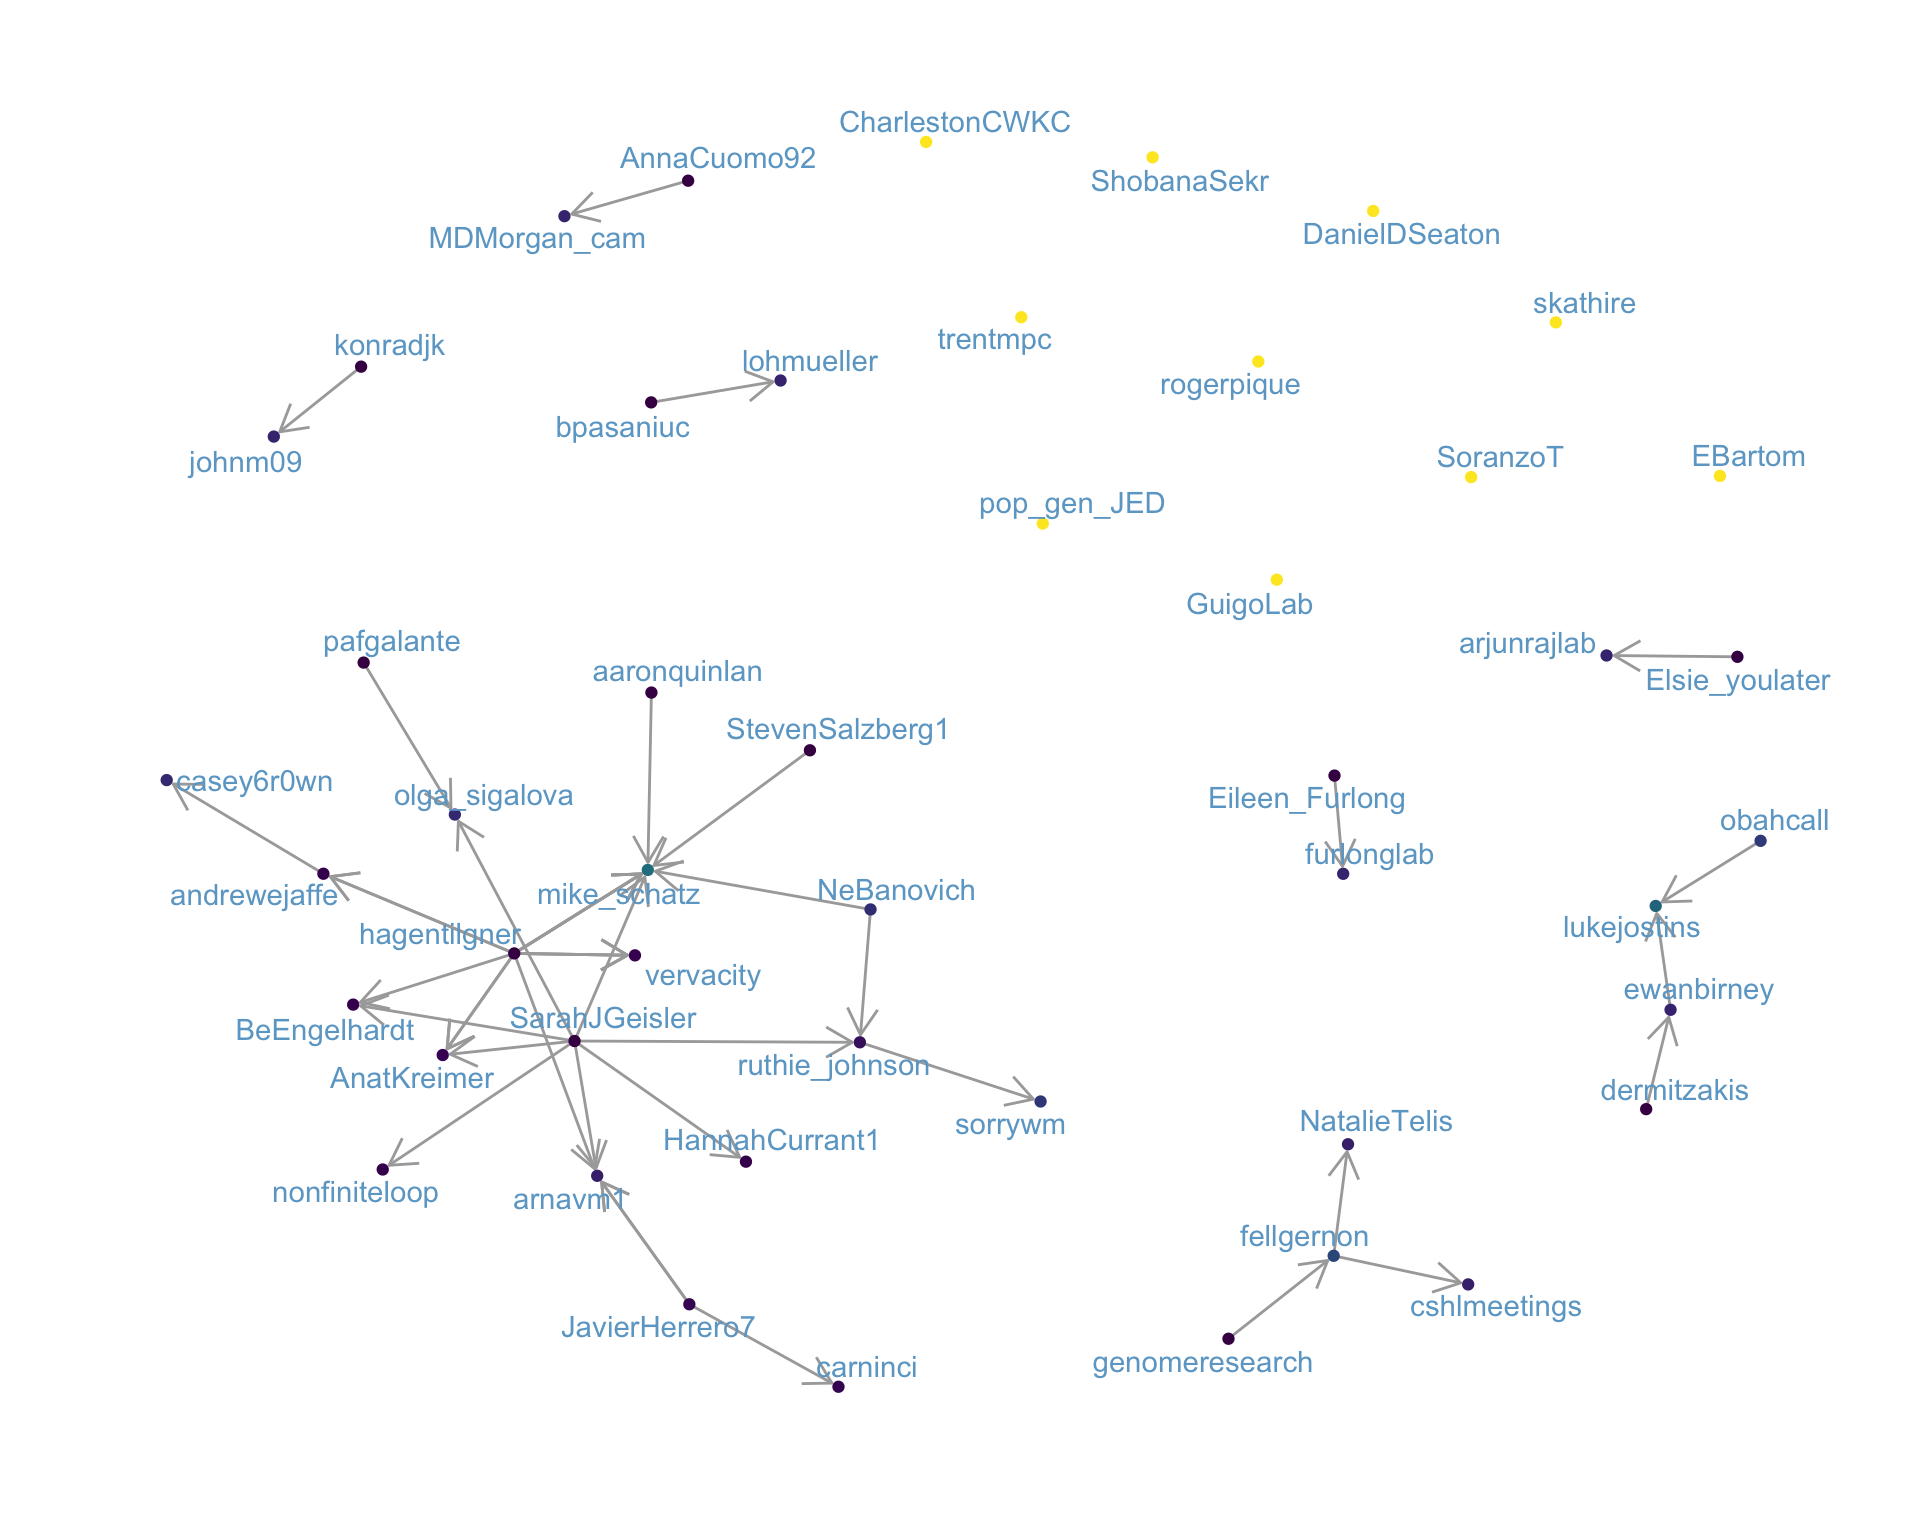 CharlestonCWKC
AnnaCuomo92
ShobanaSekr
DanielDSeaton
MDMorgan_cam
skathire
trentmpc
konradjk
lohmueller
rogerpique
bpasaniuc
johnm09
SoranzoT
EBartom
pop_gen_JED
GuigoLab
pafgalante
arjunrajlab
aaronquinlan
Elsie_youlater
StevenSalzberg1
casey6r0wn
olga_sigalova
Eileen_Furlong
obahcall
furlonglab
andrewejaffe
mike_schatz
NeBanovich
hagentilgner
lukejostins
vervacity
ewanbirney
BeEngelhardt
SarahJGeisler
ruthie_johnson
AnatKreimer
dermitzakis
sorrywm
NatalieTelis
HannahCurrant1
nonfiniteloop
arnavm1
fellgernon
cshlmeetings
JavierHerrero7
genomeresearch
carninci